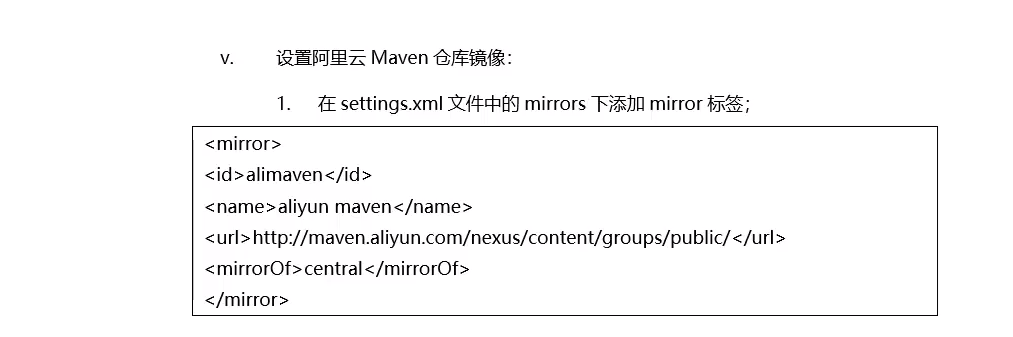 v. 设置阿里云 Maven 仓库镜像：
1. 在 settings.xml 文件中的 mirrors 下添加 mirror 标签；
<mirror>
<id>alimaven</id>
<name>aliyun maven</name>
<url>http://maven.aliyun.com/nexus/content/groups/public/</url>
<mirrorOf>central</mirrorOf>
</mirror>